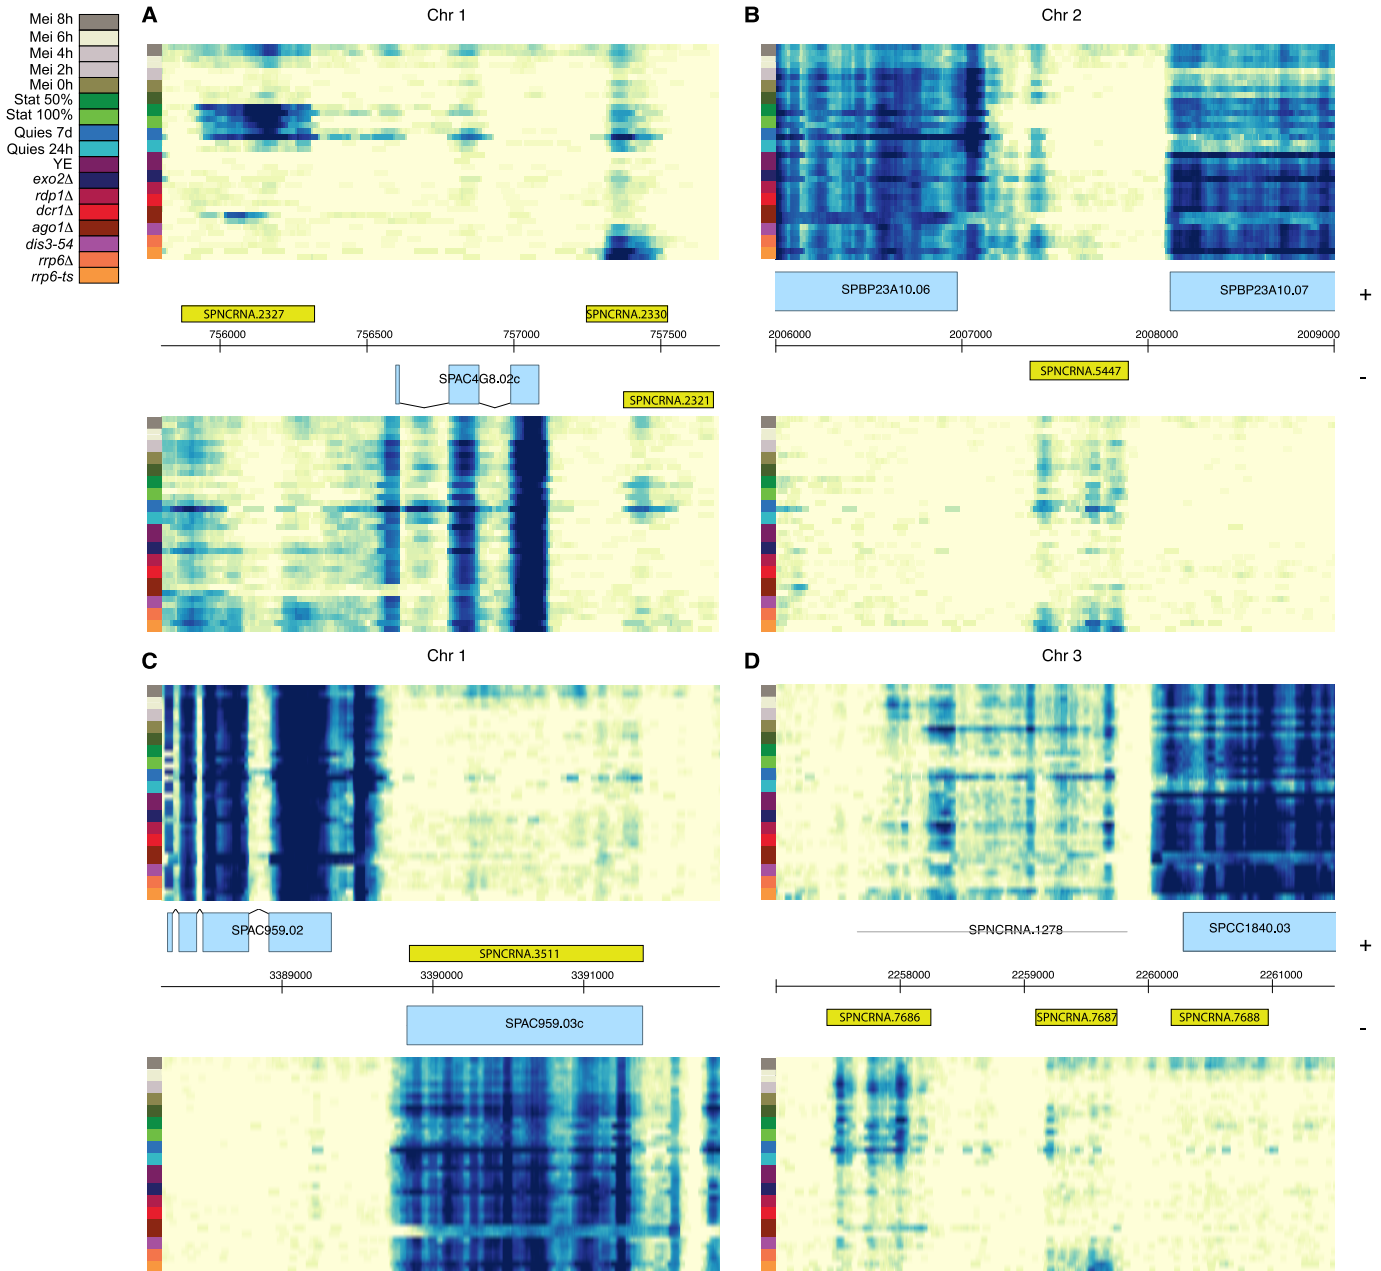 Mei 8h
Mei 6h
Mei 4h
Mei 2h
Mei 0h
Stat 50%
Stat 100%
Quies 7d
Quies 24h
YE
exo2Δ
rdp1Δ
dcr1Δ
ago1Δ
dis3-54
rrp6Δ
rrp6-ts
A
Chr 1
SPNCRNA.2327
SPNCRNA.2330
756000
756500
757000
757500
SPAC4G8.02c
SPNCRNA.2321
B
Chr 2
SPBP23A10.06
SPBP23A10.07
+
2006000
2007000
2008000
2009000
SPNCRNA.5447
-
C
Chr 1
SPAC959.02
SPNCRNA.3511
3389000
3390000
3391000
SPAC959.03c
D
Chr 3
SPNCRNA.1278
SPCC1840.03
+
2258000
2259000
2260000
2261000
SPNCRNA.7686
SPNCRNA.7687
SPNCRNA.7688
-